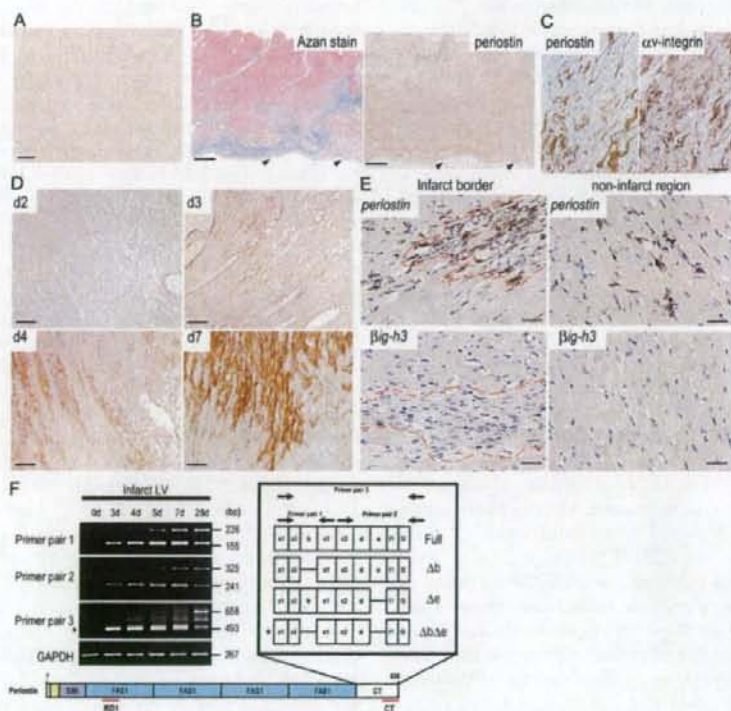 A
B
Azan stain
periostin
C
periostin
αv-integrin
D
d2
d3
d4
d7
E
Infarct border
non-infarct region
periostin
periostin
βig-h3
βig-h3
F
Infarct LV
0d 3d 4d 5d 7d 28d (bp)
Primer pair 1
236
155
Primer pair 2
325
241
Primer pair 3
658
*
493
GAPDH
267
Primer pair 3
Primer pair 1
Primer pair 2
Full
Δb
Δe
* ΔbΔe
Periostin
FAS1 FAS1 FAS1 FAS1 CT
RD1
CT